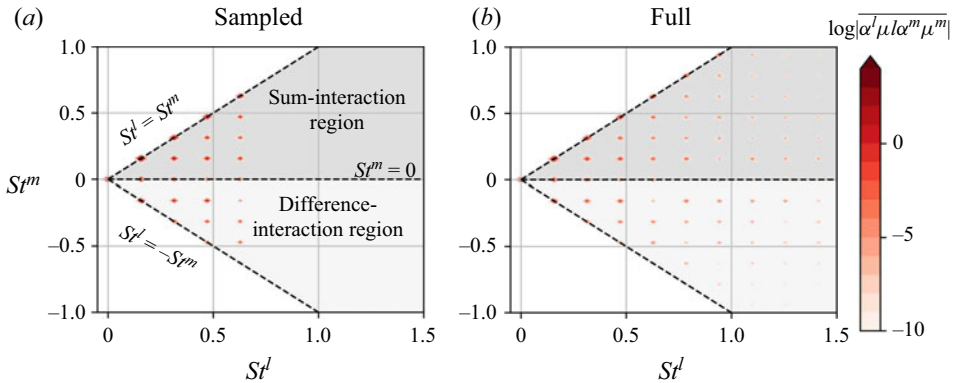 (a) Sampled
(b) Full
log|α^l μ^l α^m μ^m|
1.0
0.5
0
−0.5
−1.0
St^m
St^l = St^m
Sum-interaction
region
St^m = 0
Difference-
interaction region
St^l = −St^m
0
0.5
1.0
1.5
St^l
1.0
0.5
0
−0.5
−1.0
0
0.5
1.0
1.5
St^l
0
−5
−10